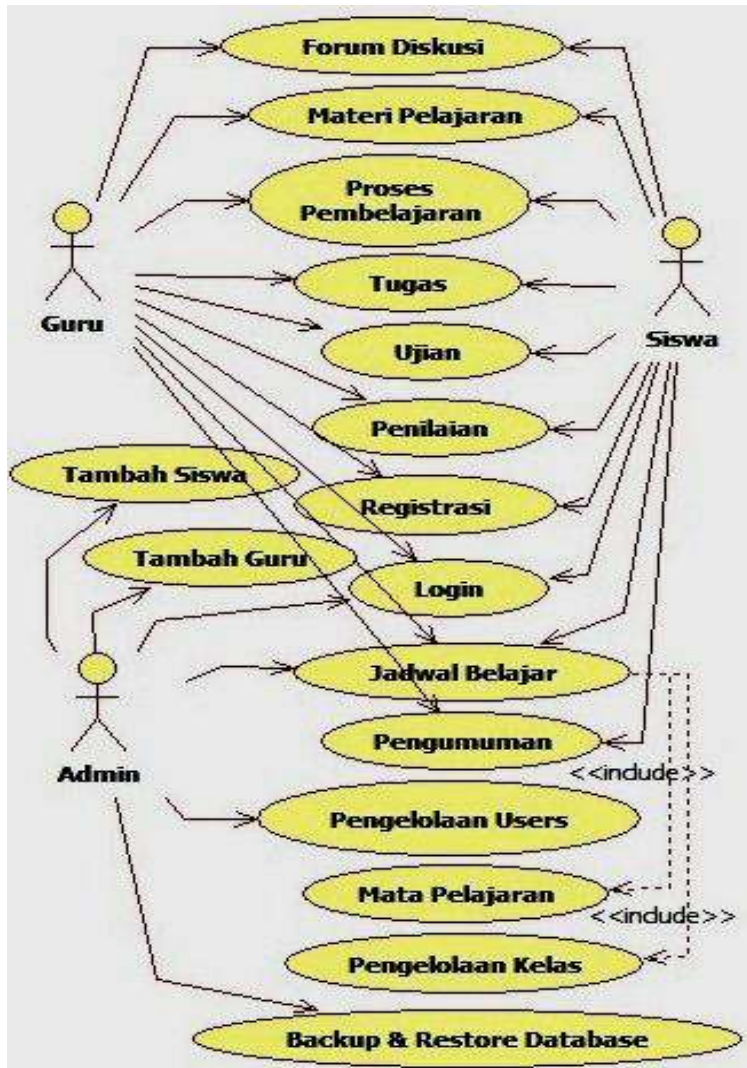 Forum Diskusi
Materi Pelajaran
Proses
Pembelajaran
Tugas
Guru
Siswa
Ujian
Penilaian
Tambah Siswa
Registrasi
Tambah Guru
Login
Jadwal Belajar
Pengumuman
Admin
<<include>>
Pengelolaan Users
Mata Pelajaran
<<include>>
Pengelolaan Kelas
Backup & Restore Database